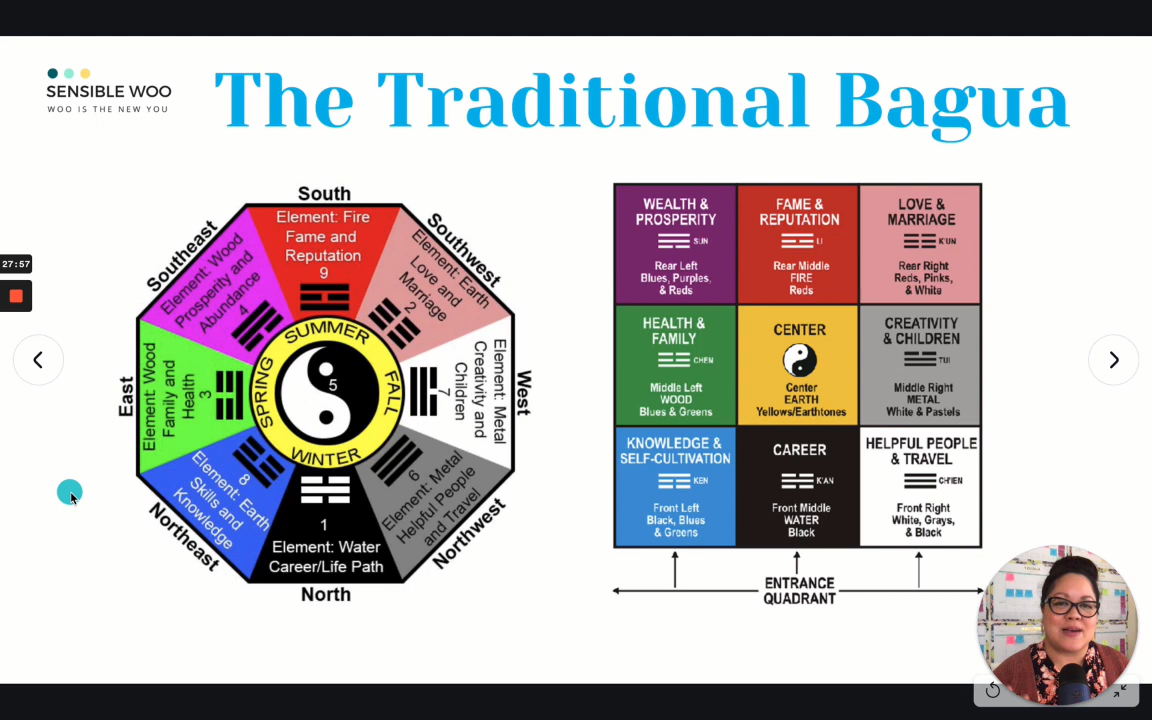 SENSIBLE WOO
WOO IS THE NEW YOU
The Traditional Bagua
27:57
South
Element: Fire
Fame and
Reputation
9
Southwest
Element: Earth
Love and
Marriage
2
West
Element: Metal
Creativity and
Children
7
Northwest
Element: Metal
Helpful People
and Travel
6
North
1
Element: Water
Career/Life Path
Northeast
8
Element: Earth
Skills and
Knowledge
East
Element: Wood
Family and
Health
3
Southeast
Element: Wood
Prosperity and
Abundance
4
SUMMER
FALL
WINTER
SPRING
5
WEALTH &
PROSPERITY
SUN
Rear Left
Blues, Purples,
& Reds
FAME &
REPUTATION
LI
Rear Middle
FIRE
Reds
LOVE &
MARRIAGE
K'UN
Rear Right
Reds, Pinks,
& White
HEALTH &
FAMILY
CHEN
Middle Left
WOOD
Blues & Greens
CENTER
Center
EARTH
Yellows/Earthtones
CREATIVITY
& CHILDREN
TUI
Middle Right
METAL
White & Pastels
KNOWLEDGE &
SELF-CULTIVATION
KEN
Front Left
Black, Blues
& Greens
CAREER
K'AN
Front Middle
WATER
Black
HELPFUL PEOPLE
& TRAVEL
CH'IEN
Front Right
White, Grays,
& Black
ENTRANCE
QUADRANT